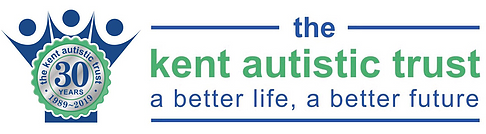 the kent autistic trust
30
YEARS
1989-2019
the
kent autistic trust
a better life, a better future